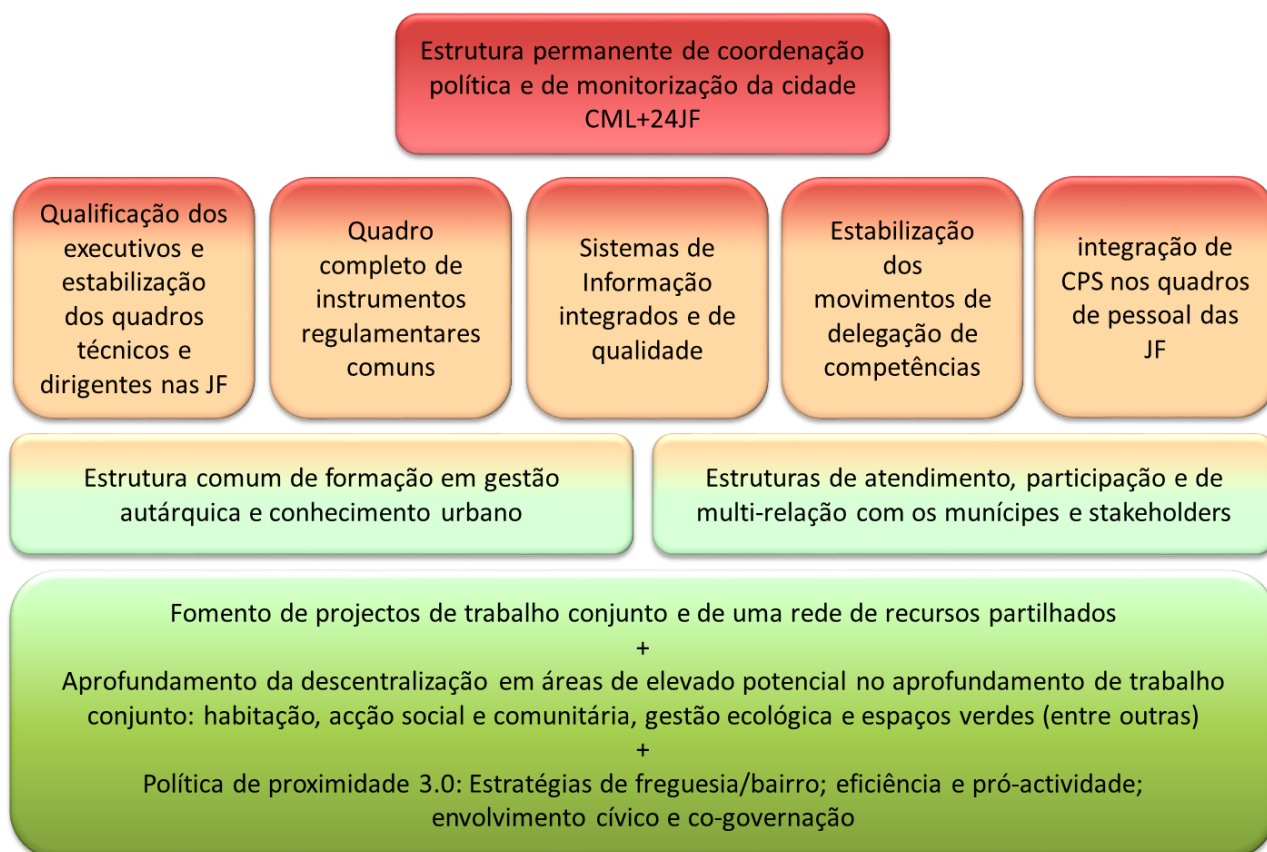 Estrutura permanente de coordenação
política e de monitorização da cidade
CML+24JF
Qualificação dos
executivos e
estabilização
dos quadros
técnicos e
dirigentes nas JF
Quadro
completo de
instrumentos
regulamentares
comuns
Sistemas de
Informação
integrados e de
qualidade
Estabilização
dos
movimentos de
delegação de
competências
integração de
CPS nos quadros
de pessoal das
JF
Estrutura comum de formação em gestão
autárquica e conhecimento urbano
Estruturas de atendimento, participação e de
multi-relação com os munícipes e stakeholders
Fomento de projectos de trabalho conjunto e de uma rede de recursos partilhados
+
Aprofundamento da descentralização em áreas de elevado potencial no aprofundamento de trabalho
conjunto: habitação, acção social e comunitária, gestão ecológica e espaços verdes (entre outras)
+
Política de proximidade 3.0: Estratégias de freguesia/bairro; eficiência e pró-actividade;
envolvimento cívico e co-governação